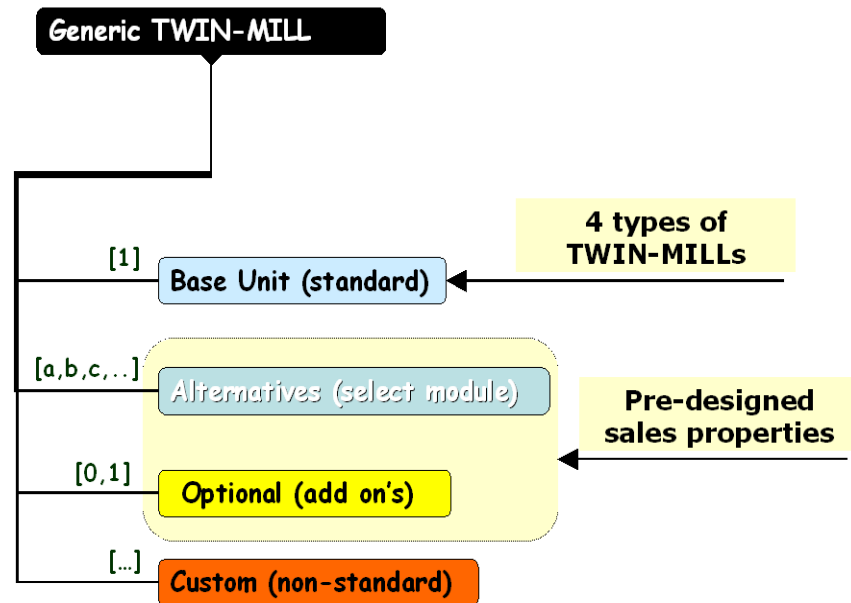 Generic TWIN-MILL
4 types of
TWIN-MILLs
[1]
Base Unit (standard)
[a,b,c,..]
Alternatives (select module)
Pre-designed
sales properties
[0,1]
Optional (add on's)
[...]
Custom (non-standard)